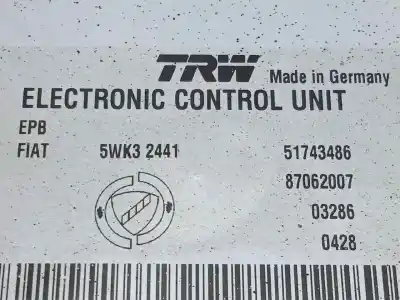 TRW Made in Germany
ELECTRONIC CONTROL UNIT
EPB
FIAT 5WK3 2441 51743486
87062007
03286
0428